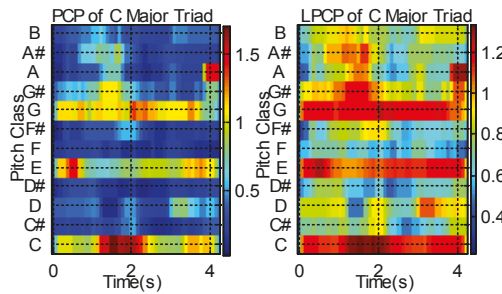 PCP of C Major Triad
LPCP of C Major Triad
Pitch Class
B
A#
A
G#
G
F#
F
E
D#
D
C#
C
0
2
4
Time(s)
1.5
1
0.5
Pitch Class
B
A#
A
G#
G
F#
F
E
D#
D
C#
C
0
2
4
Time(s)
1.2
1
0.8
0.6
0.4